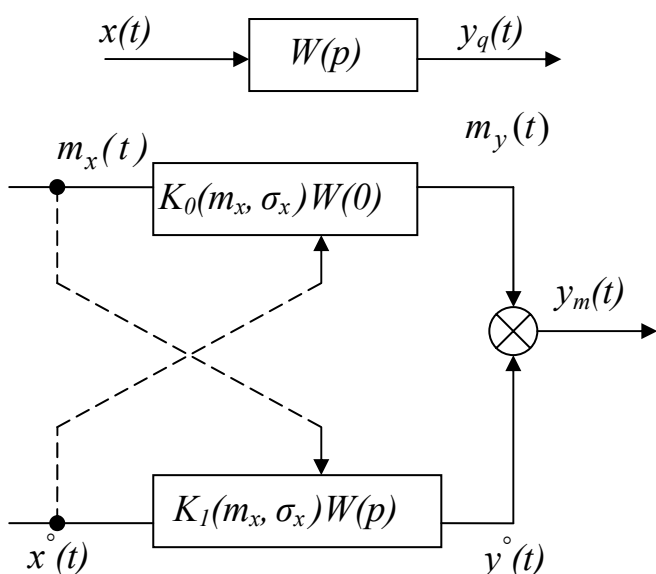 x(t)
W(p)
y_q(t)
m_y(t)
m_x(t)
K_0(m_x, σ_x)W(0)
y_m(t)
K_1(m_x, σ_x)W(p)
x°(t)
y°(t)